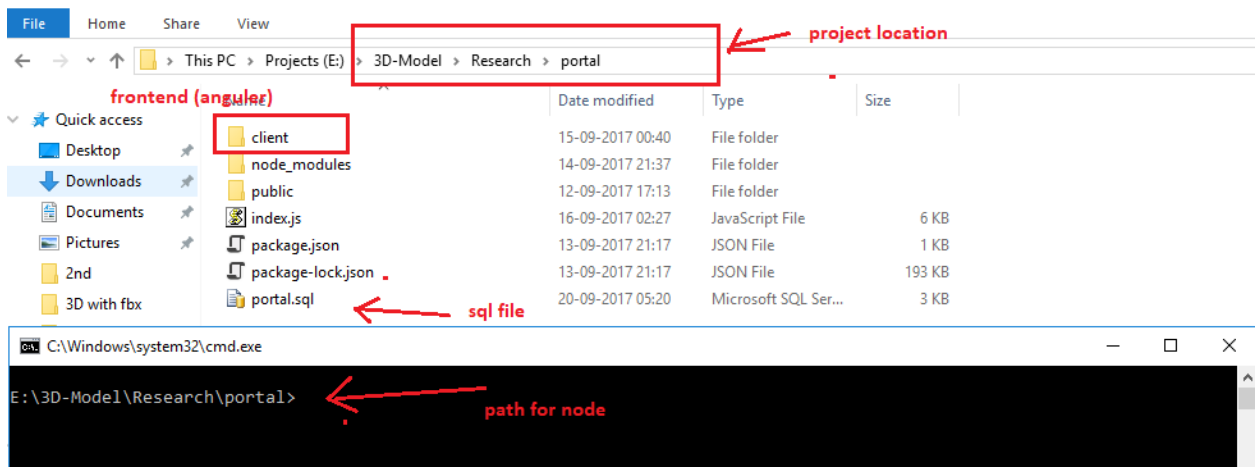 File Home Share View
project location
This PC > Projects (E:) > 3D-Model > Research > portal
frontend (anguler)
Name Date modified Type Size
Quick access
client 15-09-2017 00:40 File folder
Desktop
node_modules 14-09-2017 21:37 File folder
Downloads
public 12-09-2017 17:13 File folder
Documents
index.js 16-09-2017 02:27 JavaScript File 6 KB
Pictures
package.json 13-09-2017 21:17 JSON File 1 KB
2nd
package-lock.json 13-09-2017 21:17 JSON File 193 KB
3D with fbx
portal.sql 20-09-2017 05:20 Microsoft SQL Ser... 3 KB
sql file
C:\Windows\system32\cmd.exe
E:\3D-Model\Research\portal>
path for node